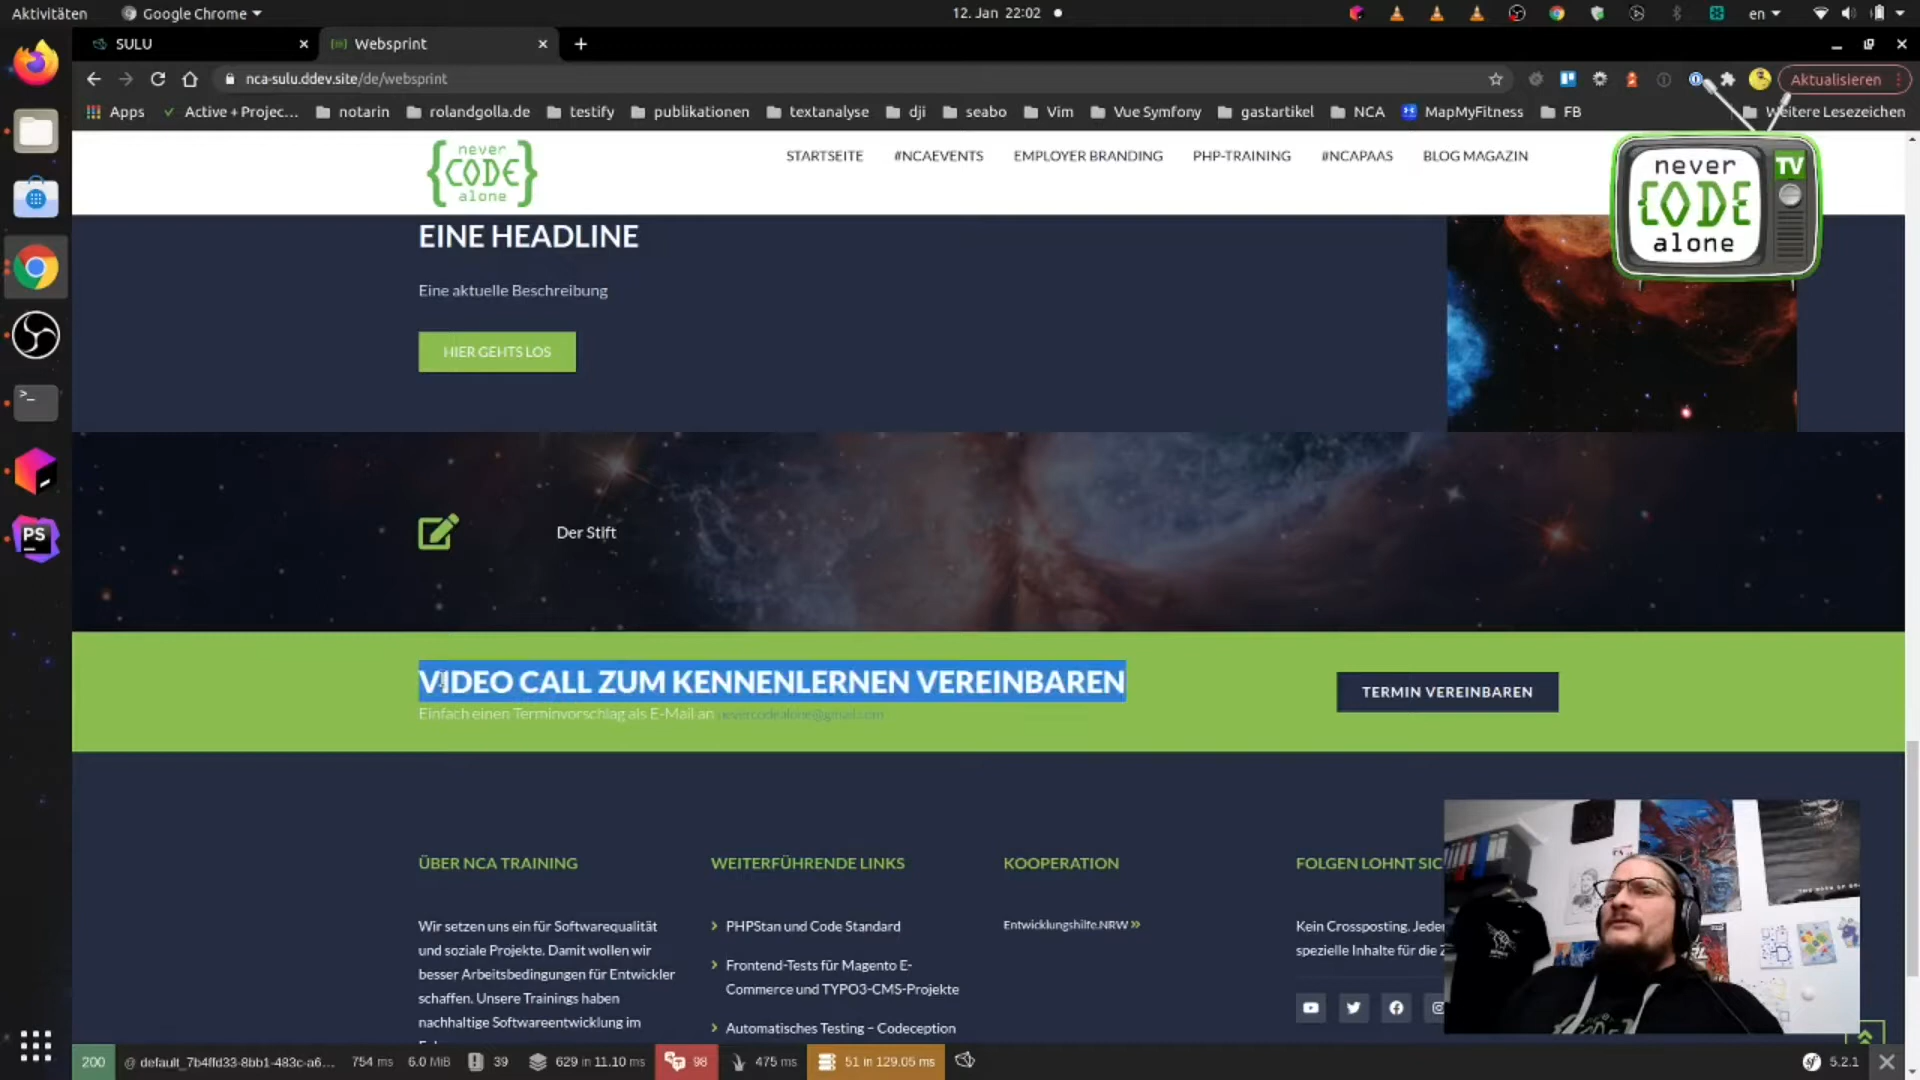 Aktivitäten
Google Chrome
12. Jan 22:02
en
SULU
Websprint
nca-sulu.ddev.site/de/websprint
Aktualisieren
Apps
Active + Projec...
notarin
rolandgolla.de
testify
publikationen
textanalyse
dji
seabo
Vim
Vue Symfony
gastartikel
NCA
MapMyFitness
FB
Weitere Lesezeichen
never
CODE
alone
STARTSEITE
#NCAEVENTS
EMPLOYER BRANDING
PHP-TRAINING
#NCAPAAS
BLOG MAGAZIN
never
CODE
alone
TV
EINE HEADLINE
Eine aktuelle Beschreibung
HIER GEHTS LOS
Der Stift
VIDEO CALL ZUM KENNENLERNEN VEREINBAREN
Einfach einen Terminvorschlag als E-Mail an nevercodealone@gmail.com
TERMIN VEREINBAREN
ÜBER NCA TRAINING
Wir setzen uns ein für Softwarequalität
und soziale Projekte. Damit wollen wir
besser Arbeitsbedingungen für Entwickler
schaffen. Unsere Trainings haben
nachhaltige Softwareentwicklung im
WEITERFÜHRENDE LINKS
PHPStan und Code Standard
Frontend-Tests für Magento E-
Commerce und TYPO3-CMS-Projekte
Automatisches Testing – Codeception
KOOPERATION
Entwicklungshilfe.NRW
FOLGEN LOHNT SIC
Kein Crossposting. Jeder
spezielle Inhalte für die Z
PS
200
@ default_7b4ffd33-8bb1-483c-a6...
754 ms
6.0 MiB
39
629 in 11.10 ms
98
475 ms
51 in 129.05 ms
5.2.1